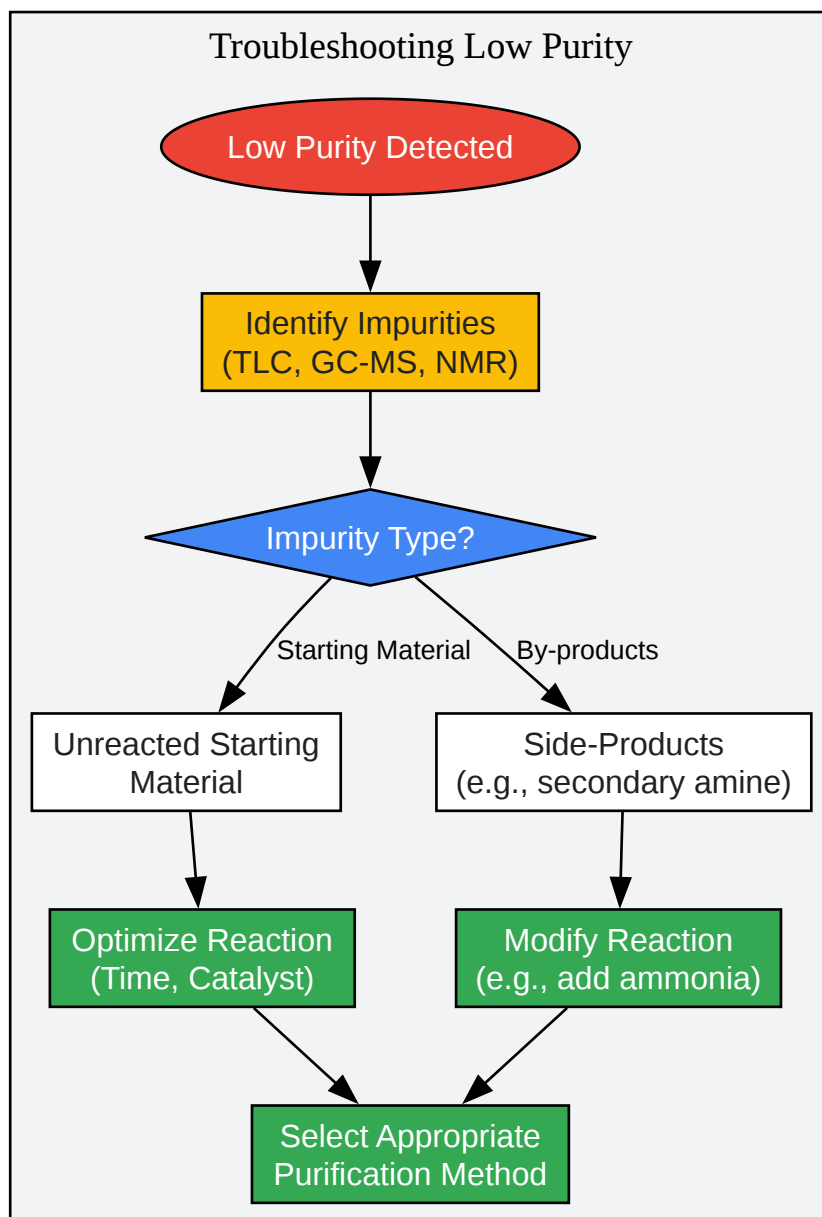 Troubleshooting Low Purity
Low Purity Detected
Identify Impurities
(TLC, GC-MS, NMR)
Impurity Type?
Starting Material
By-products
Unreacted Starting
Material
Side-Products
(e.g., secondary amine)
Optimize Reaction
(Time, Catalyst)
Modify Reaction
(e.g., add ammonia)
Select Appropriate
Purification Method